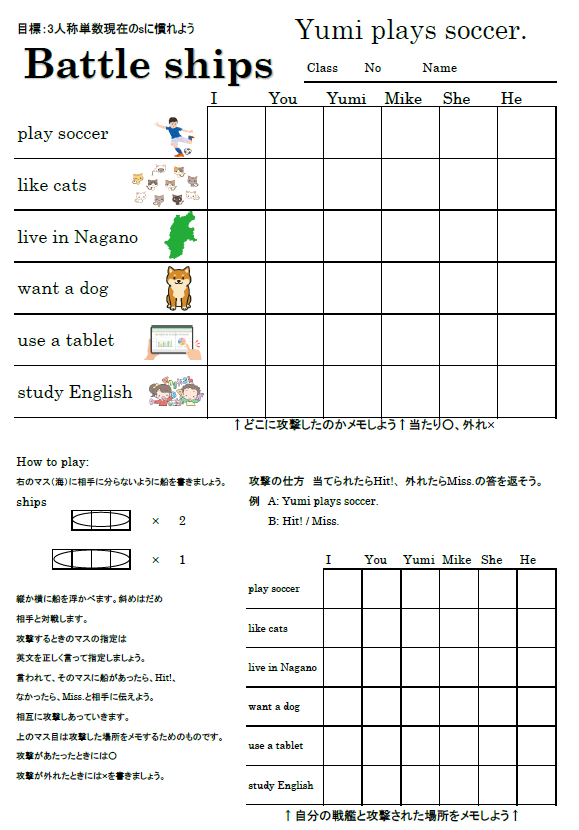 目標：3人称単数現在のsに慣れよう
Yumi plays soccer.
Battle ships
Class No Name
I You Yumi Mike She He
play soccer
like cats
live in Nagano
want a dog
use a tablet
study English
↑どこに攻撃したのかメモしよう↑当たり○、外れ×
How to play:
右のマス（海）に相手に分らないように船を書きましょう。
ships
× 2
× 1
縦か横に船を浮かべます。斜めはだめ
相手と対戦します。
攻撃するときのマスの指定は
英文を正しく言って指定しましょう。
言われて、そのマスに船があったら、Hit!、
なかったら、Miss.と相手に伝えよう。
相互に攻撃しあっていきます。
上のマス目は攻撃した場所をメモするためのものです。
攻撃があたったときには○
攻撃が外れたときには×を書きましょう。
攻撃の仕方 当てられたらHit!、外れたらMiss.の答を返そう。
例 A: Yumi plays soccer.
B: Hit! / Miss.
I You Yumi Mike She He
play soccer
like cats
live in Nagano
want a dog
use a tablet
study English
↑自分の戦艦と攻撃された場所をメモしよう↑